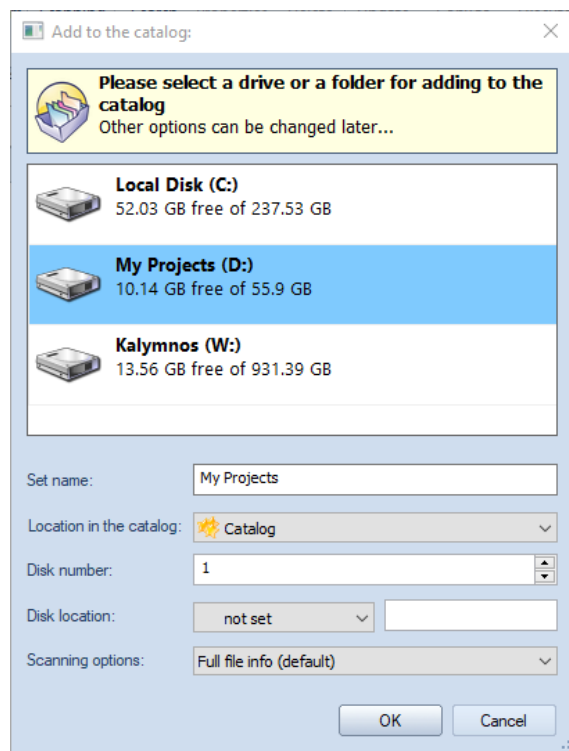 Add to the catalog:
Please select a drive or a folder for adding to the
catalog
Other options can be changed later...
Local Disk (C:)
52.03 GB free of 237.53 GB
My Projects (D:)
10.14 GB free of 55.9 GB
Kalymnos (W:)
13.56 GB free of 931.39 GB
Set name: My Projects
Location in the catalog: Catalog
Disk number: 1
Disk location: not set
Scanning options: Full file info (default)
OK Cancel